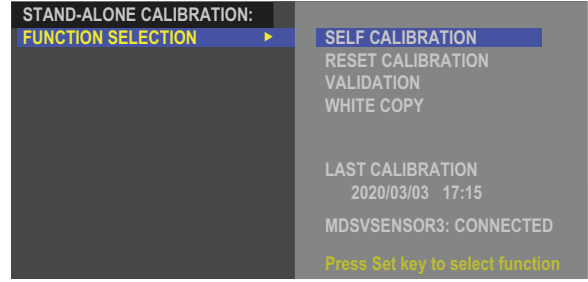 STAND-ALONE CALIBRATION:
FUNCTION SELECTION
SELF CALIBRATION
RESET CALIBRATION
VALIDATION
WHITE COPY
LAST CALIBRATION
2020/03/03 17:15
MDSVSENSOR3: CONNECTED
Press Set key to select function